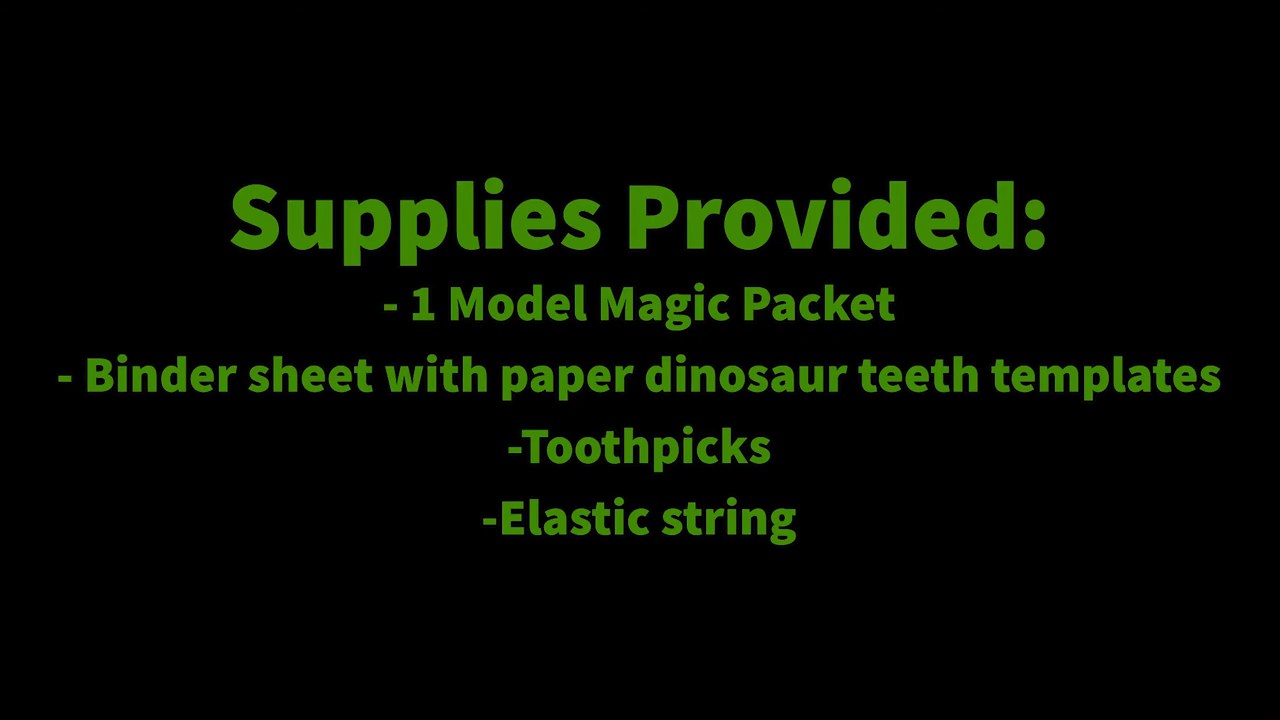 Supplies Provided:
- 1 Model Magic Packet
- Binder sheet with paper dinosaur teeth templates
-Toothpicks
-Elastic string